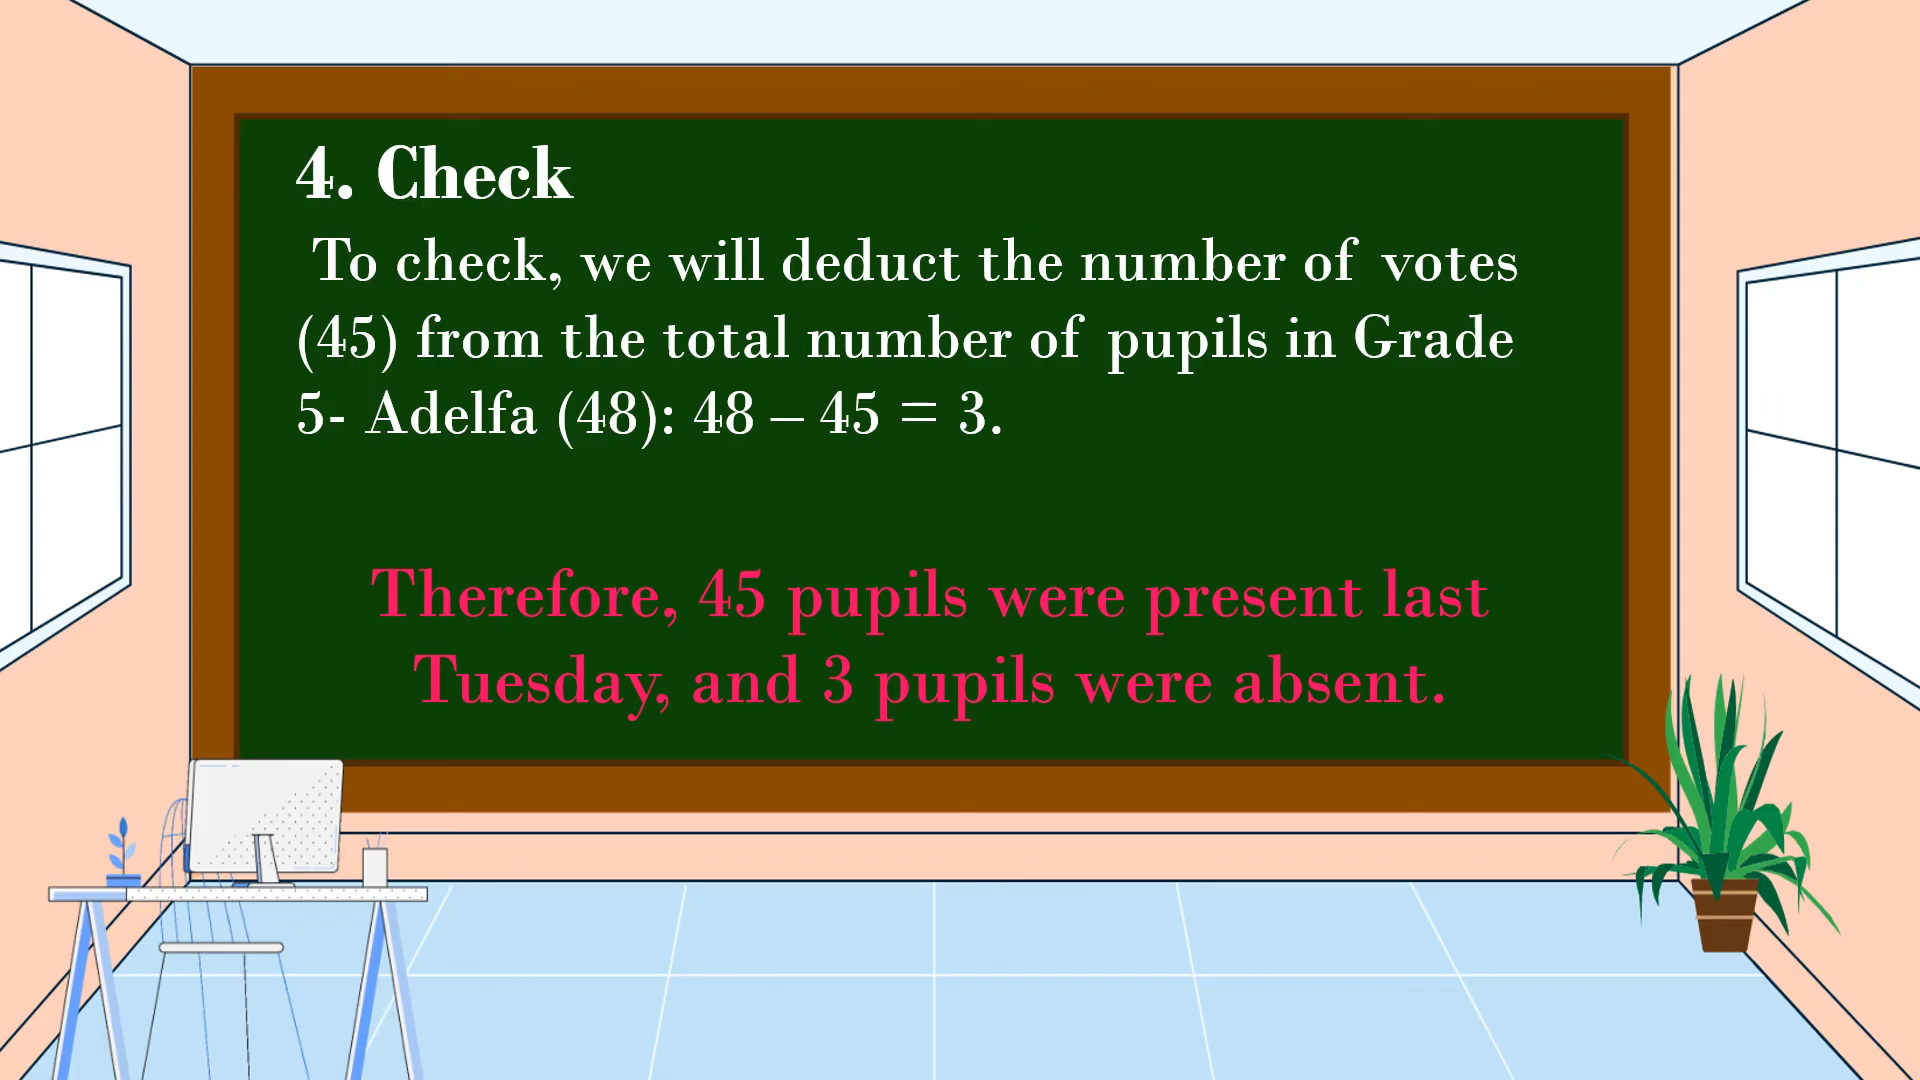 4. Check
To check, we will deduct the number of votes
(45) from the total number of pupils in Grade
5- Adelfa (48): 48 – 45 = 3.
Therefore, 45 pupils were present last
Tuesday, and 3 pupils were absent.